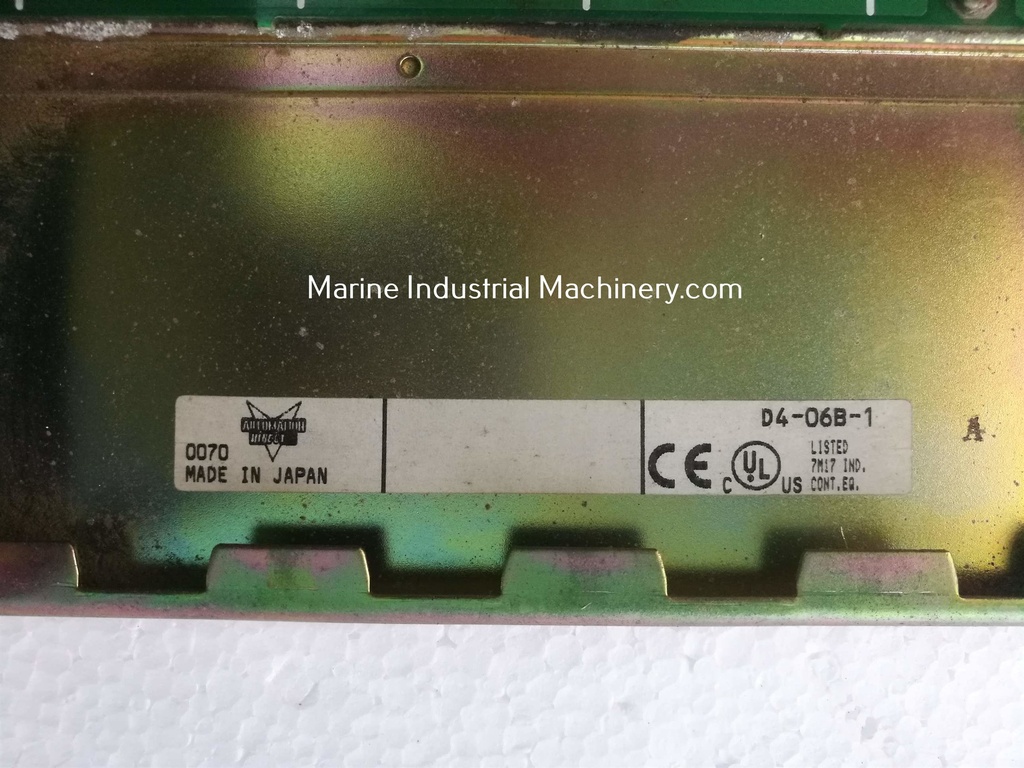 Marine Industrial Machinery.com
AUTOMATION
DIRECT
0070
MADE IN JAPAN
D4-06B-1
CE
C UL US
LISTED
7M17 IND.
CONT.EQ.
A